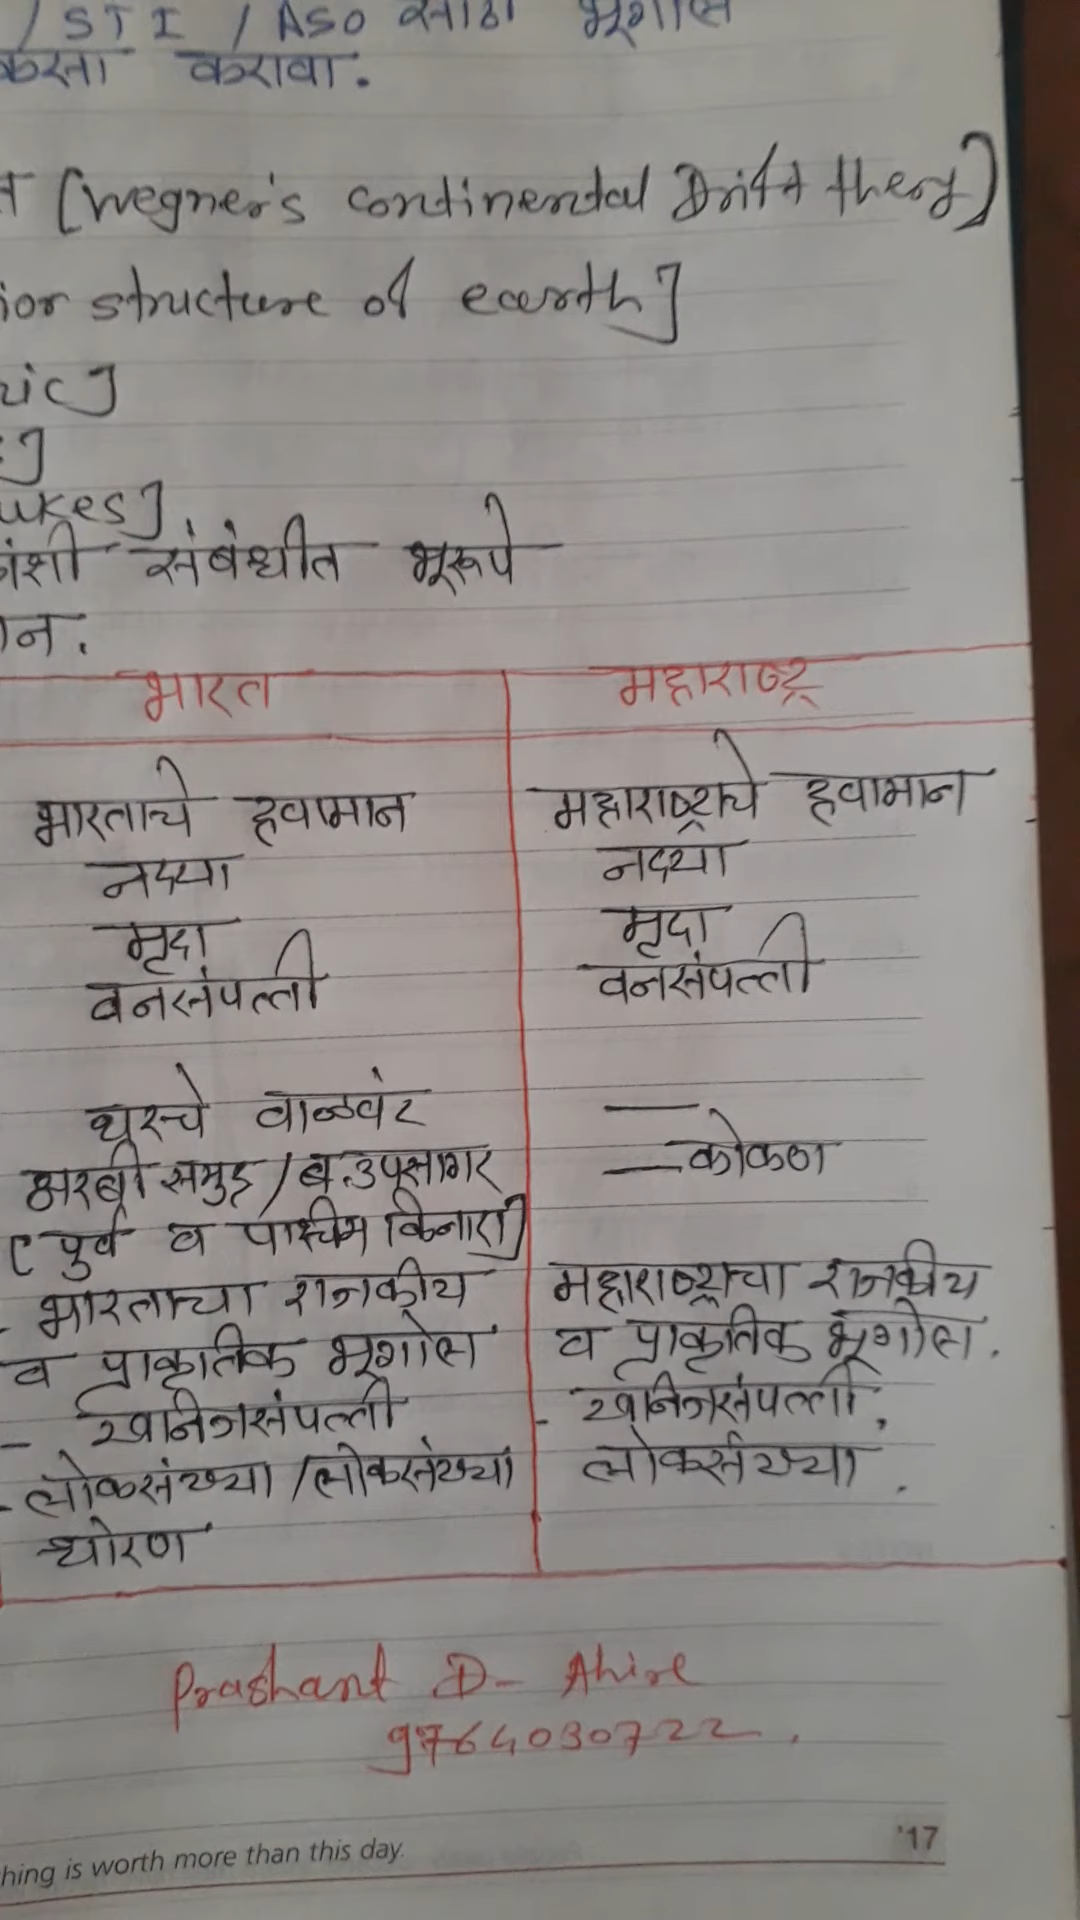 / STI / ASO साठी भूगोल
करता करावा.
त [Wegner's continental Drift theory]
ior structure of earth]
ic]
]
ukes]
ांशी संबंधीत भूरूपे
न.
भारत महाराष्ट्र
भारताचे हवामान महाराष्ट्राचे हवामान
नद्या नद्या
मृदा मृदा
वनसंपत्ती वनसंपत्ती
थूरचे वाळवंट —
अरबी समुद्र / ब.उपसागर — कोकण
[पुर्व व पश्चिम किनारा]
- भारताचा राजकीय महाराष्ट्राचा राजकीय
व प्राकृतिक भूगोल व प्राकृतिक भूगोल.
- खनिजसंपत्ती - खनिजसंपत्ती.
- लोकसंख्या / लोकसंख्या लोकसंख्या.
धोरण
Prashant D- Ahire
9764030722.
hing is worth more than this day.
'17